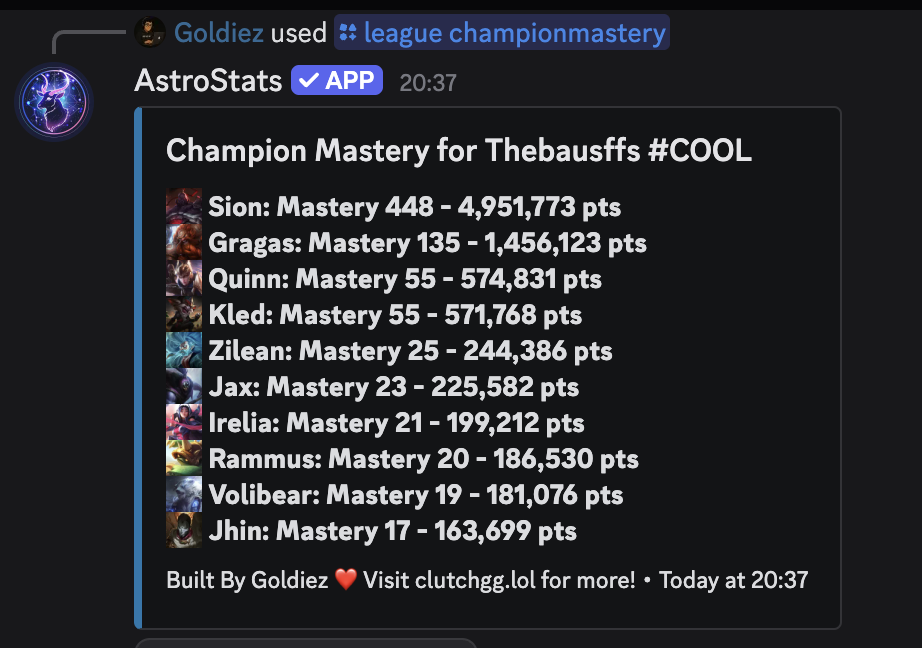 Goldiez used league championmastery
AstroStats ✓ APP 20:37
Champion Mastery for Thebausffs #COOL
Sion: Mastery 448 - 4,951,773 pts
Gragas: Mastery 135 - 1,456,123 pts
Quinn: Mastery 55 - 574,831 pts
Kled: Mastery 55 - 571,768 pts
Zilean: Mastery 25 - 244,386 pts
Jax: Mastery 23 - 225,582 pts
Irelia: Mastery 21 - 199,212 pts
Rammus: Mastery 20 - 186,530 pts
Volibear: Mastery 19 - 181,076 pts
Jhin: Mastery 17 - 163,699 pts
Built By Goldiez ❤️ Visit clutchgg.lol for more! • Today at 20:37